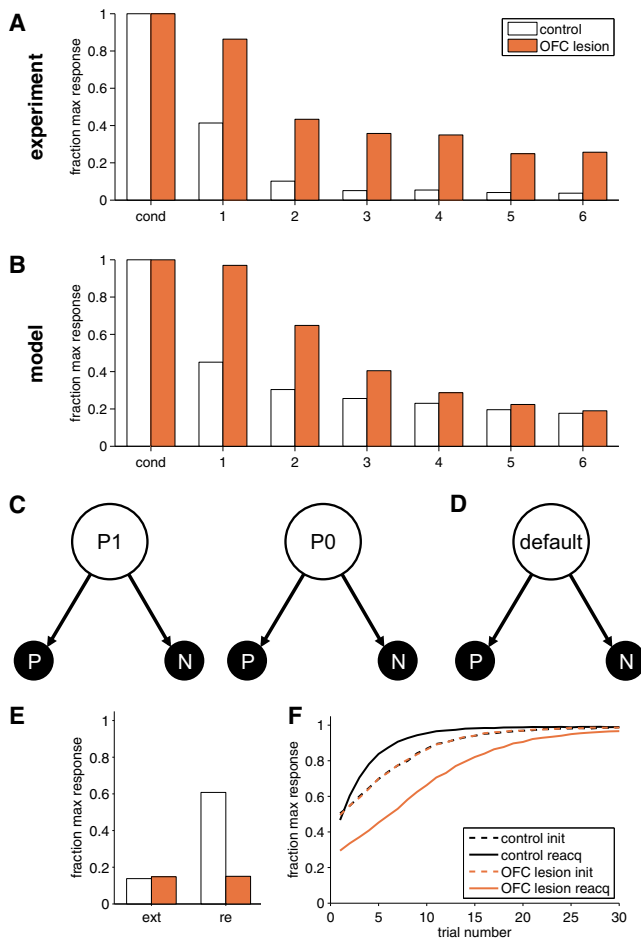 A
experiment
fraction max response
1
0.8
0.6
0.4
0.2
0
cond 1 2 3 4 5 6
control
OFC lesion
B
model
fraction max response
1
0.8
0.6
0.4
0.2
0
cond 1 2 3 4 5 6
C
P1
P N
P0
P N
D
default
P N
E
fraction max response
1
0.8
0.6
0.4
0.2
0
ext re
F
fraction max response
1
0.8
0.6
0.4
0.2
0
0 5 10 15 20 25 30
trial number
control init
control reacq
OFC lesion init
OFC lesion reacq